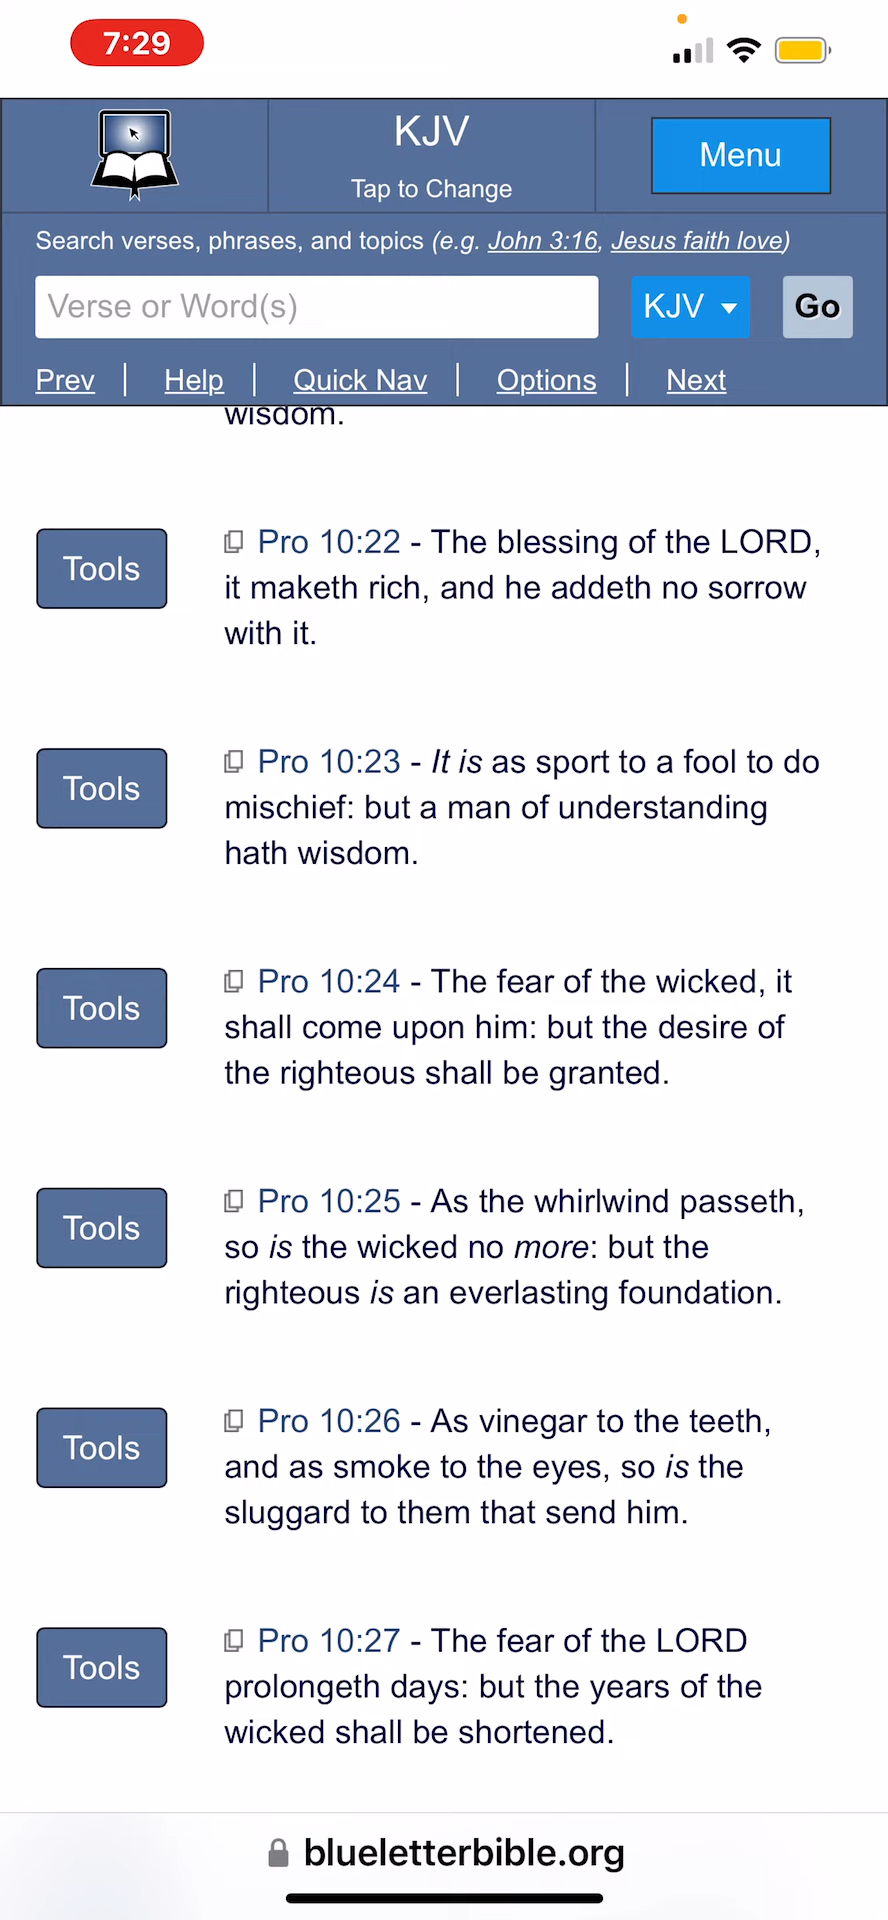 7:29
KJV
Tap to Change
Menu
Search verses, phrases, and topics (e.g. John 3:16, Jesus faith love)
Verse or Word(s)
KJV
Go
Prev | Help | Quick Nav | Options | Next
wisdom.
Tools
Pro 10:22 - The blessing of the LORD,
it maketh rich, and he addeth no sorrow
with it.
Tools
Pro 10:23 - It is as sport to a fool to do
mischief: but a man of understanding
hath wisdom.
Tools
Pro 10:24 - The fear of the wicked, it
shall come upon him: but the desire of
the righteous shall be granted.
Tools
Pro 10:25 - As the whirlwind passeth,
so is the wicked no more: but the
righteous is an everlasting foundation.
Tools
Pro 10:26 - As vinegar to the teeth,
and as smoke to the eyes, so is the
sluggard to them that send him.
Tools
Pro 10:27 - The fear of the LORD
prolongeth days: but the years of the
wicked shall be shortened.
blueletterbible.org